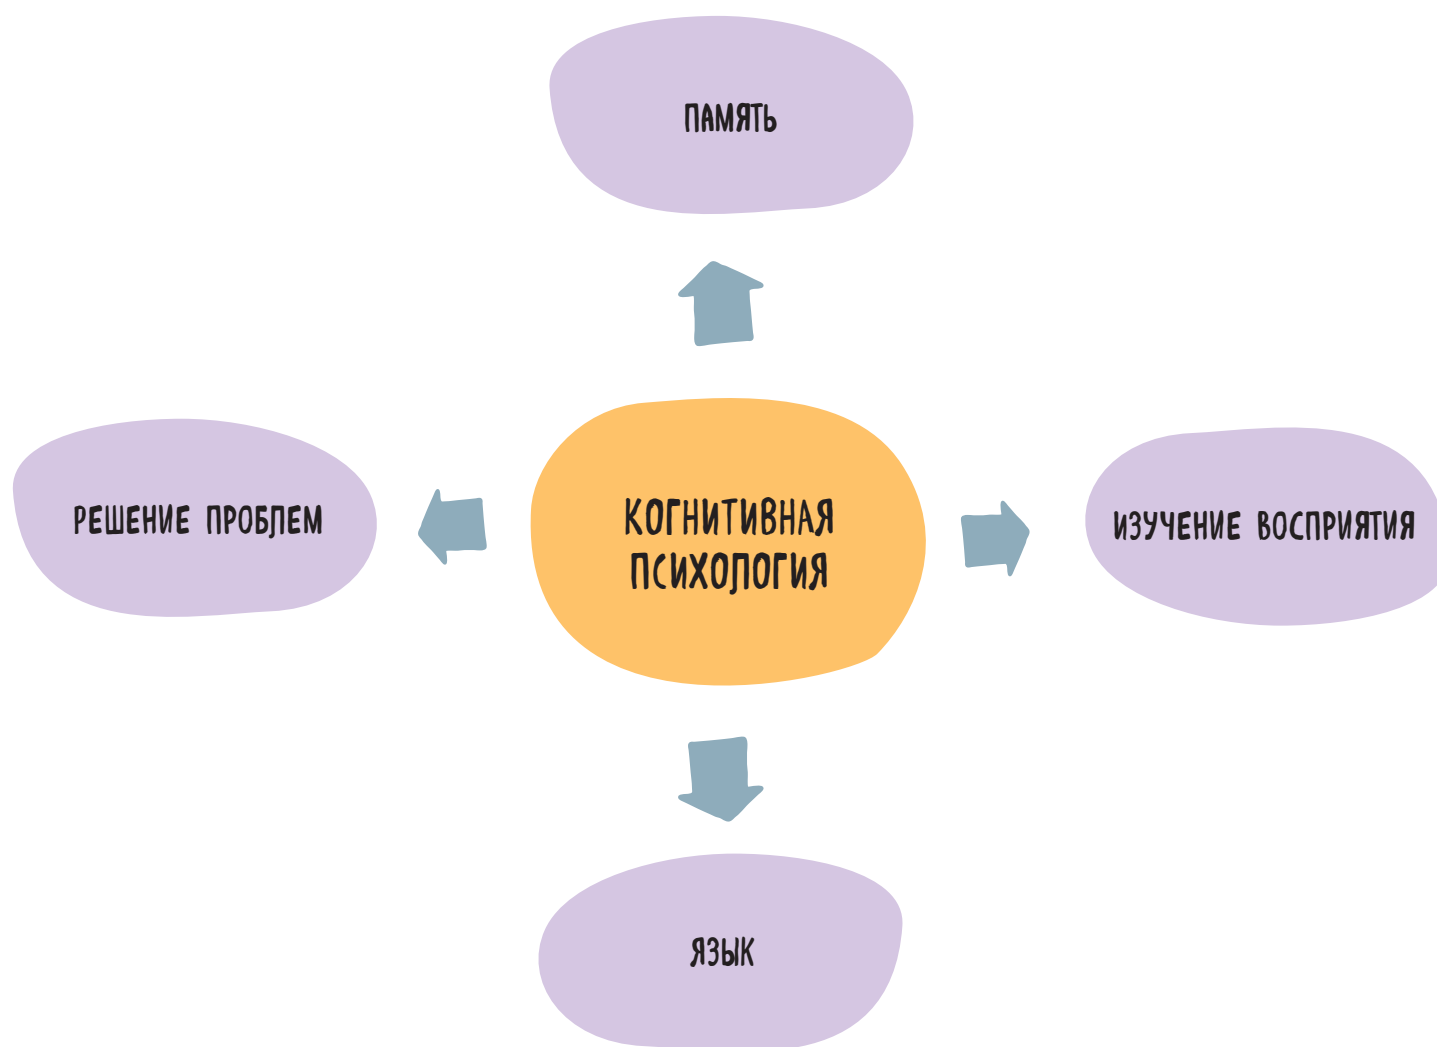 ПАМЯТЬ
РЕШЕНИЕ ПРОБЛЕМ
КОГНИТИВНАЯ
ПСИХОЛОГИЯ
ИЗУЧЕНИЕ ВОСПРИЯТИЯ
ЯЗЫК